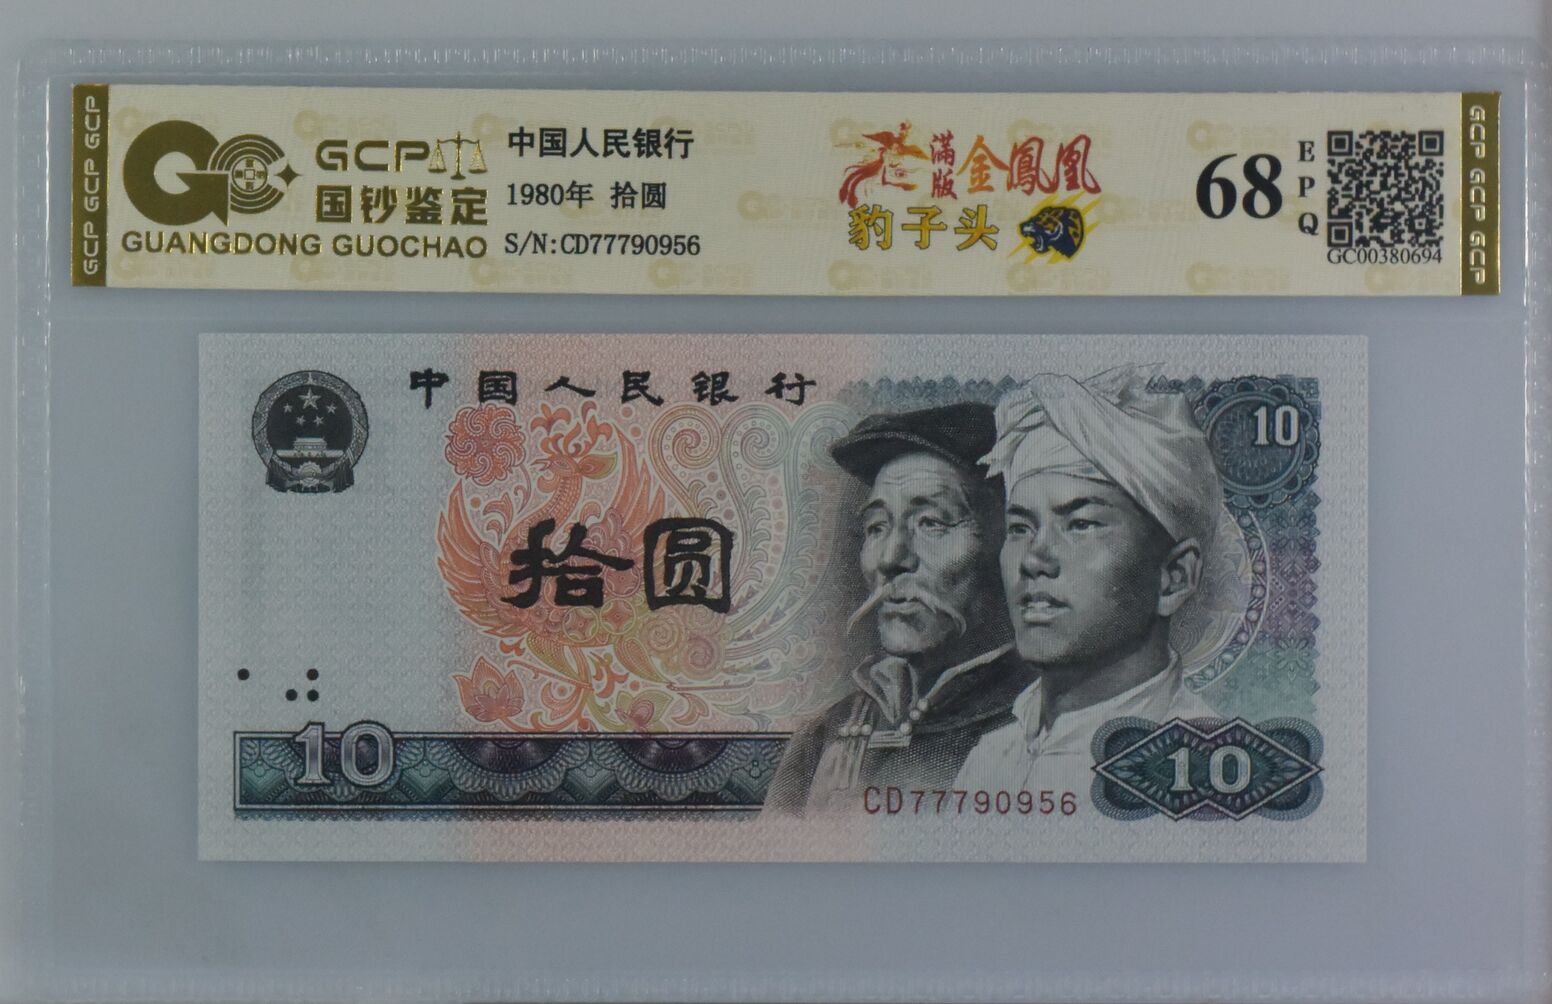 GCP GCP GCP
GCP
国钞鉴定
GUANGDONG GUOCHAO
中国人民银行
1980年 拾圆
S/N:CD77790956
满版 金鳳凰
豹子头
68
EPQ
GC00380694
GCP GCP GCP
中国人民银行
10
拾圆
10
CD77790956
10